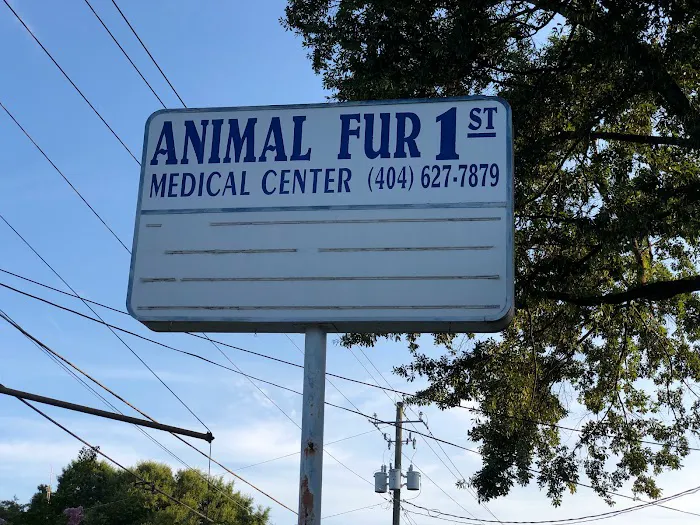 ANIMAL FUR 1ST
MEDICAL CENTER (404) 627-7879